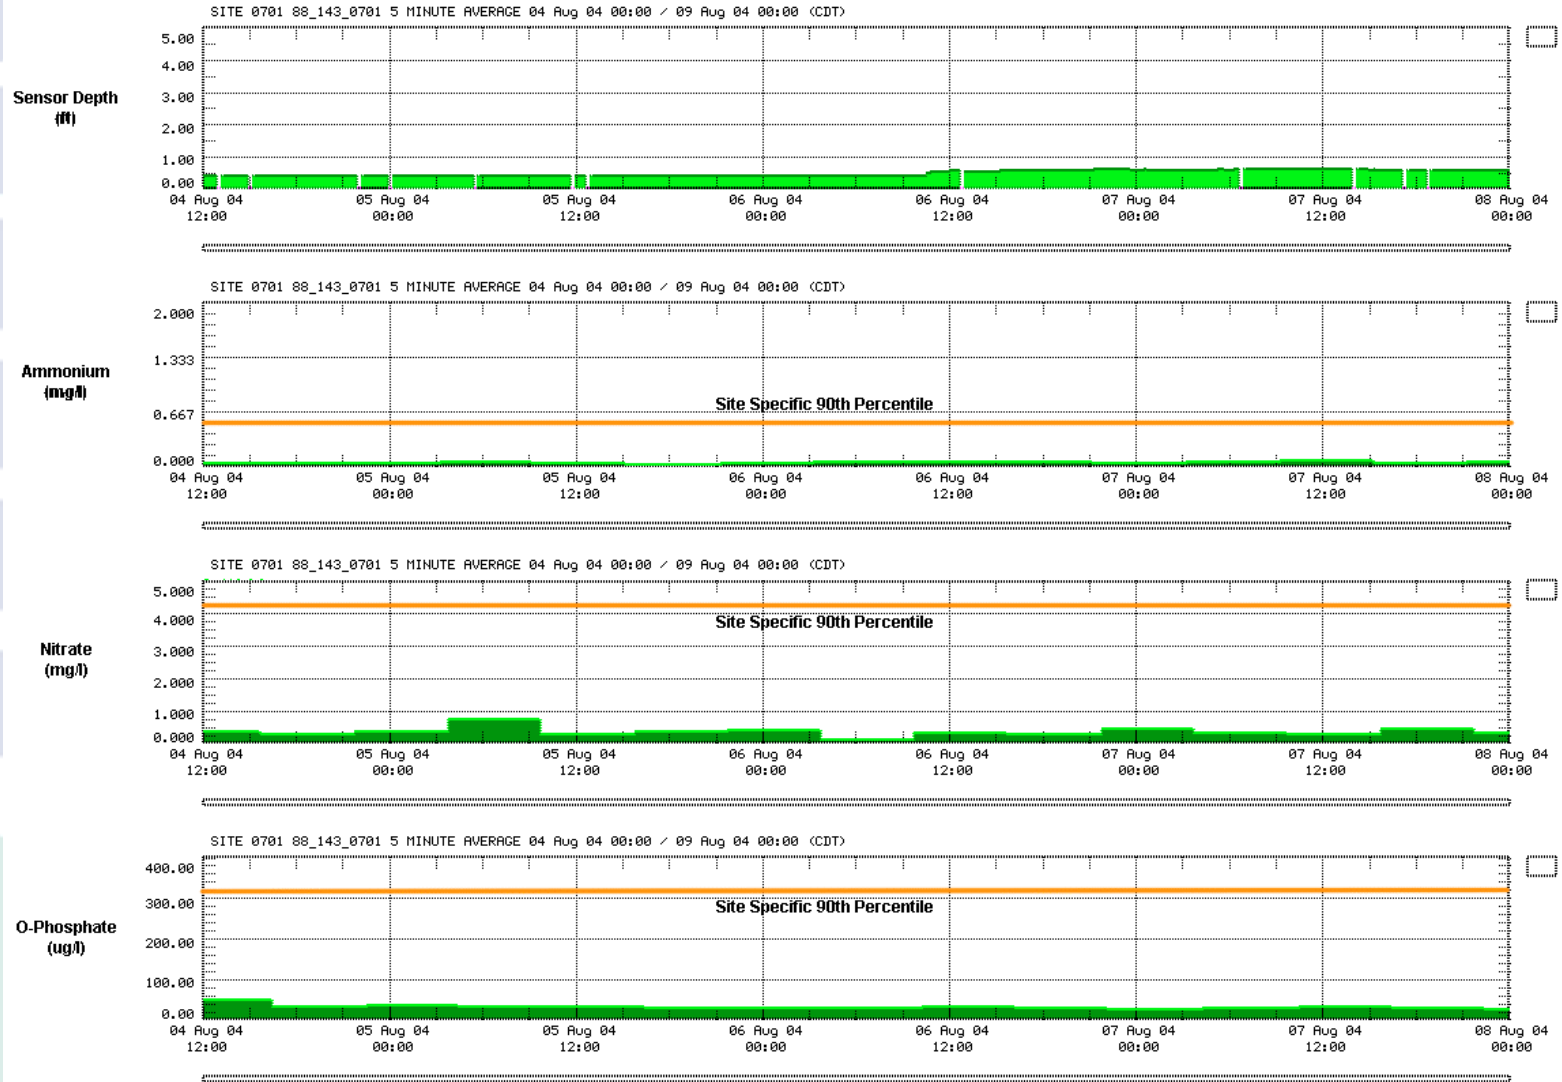 SITE 0701 88_143_0701 5 MINUTE AVERAGE 04 Aug 04 00:00 / 09 Aug 04 00:00 (CDT)
Sensor Depth
(ft)
5.00
4.00
3.00
2.00
1.00
0.00
04 Aug 04 05 Aug 04 05 Aug 04 06 Aug 04 06 Aug 04 07 Aug 04 07 Aug 04 08 Aug 04
12:00 00:00 12:00 00:00 12:00 00:00 12:00 00:00
SITE 0701 88_143_0701 5 MINUTE AVERAGE 04 Aug 04 00:00 / 09 Aug 04 00:00 (CDT)
Ammonium
(mg/l)
2.000
1.333
0.667
0.000
Site Specific 90th Percentile
04 Aug 04 05 Aug 04 05 Aug 04 06 Aug 04 06 Aug 04 07 Aug 04 07 Aug 04 08 Aug 04
12:00 00:00 12:00 00:00 12:00 00:00 12:00 00:00
SITE 0701 88_143_0701 5 MINUTE AVERAGE 04 Aug 04 00:00 / 09 Aug 04 00:00 (CDT)
Nitrate
(mg/l)
5.000
4.000
3.000
2.000
1.000
0.000
Site Specific 90th Percentile
04 Aug 04 05 Aug 04 05 Aug 04 06 Aug 04 06 Aug 04 07 Aug 04 07 Aug 04 08 Aug 04
12:00 00:00 12:00 00:00 12:00 00:00 12:00 00:00
SITE 0701 88_143_0701 5 MINUTE AVERAGE 04 Aug 04 00:00 / 09 Aug 04 00:00 (CDT)
O-Phosphate
(ug/l)
400.00
300.00
200.00
100.00
0.00
Site Specific 90th Percentile
04 Aug 04 05 Aug 04 05 Aug 04 06 Aug 04 06 Aug 04 07 Aug 04 07 Aug 04 08 Aug 04
12:00 00:00 12:00 00:00 12:00 00:00 12:00 00:00